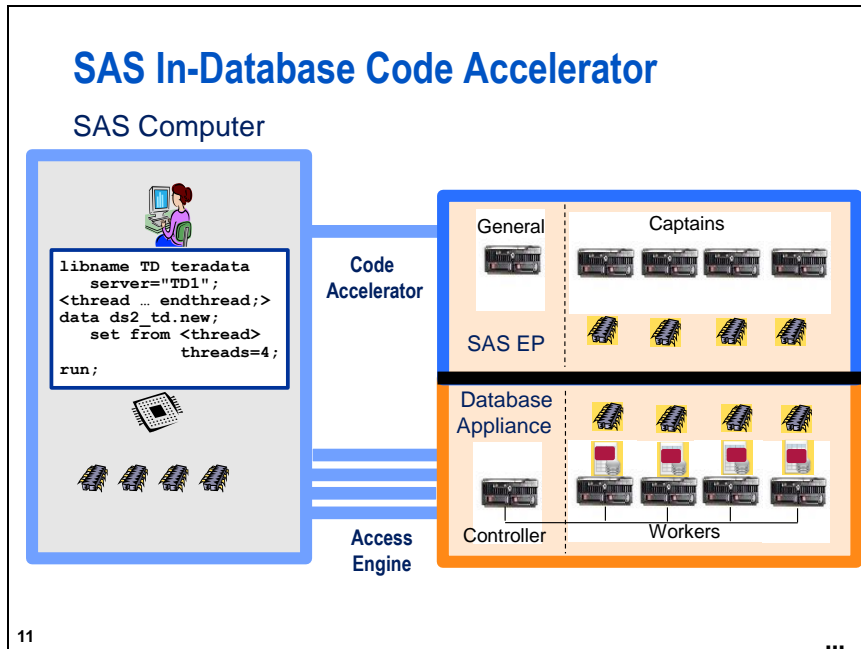 SAS In-Database Code Accelerator
SAS Computer
libname TD teradata
server="TD1";
<thread … endthread;>
data ds2_td.new;
set from <thread>
threads=4;
run;
Code
Accelerator
Access
Engine
General
Captains
SAS EP
Database
Appliance
Controller
Workers
11
...